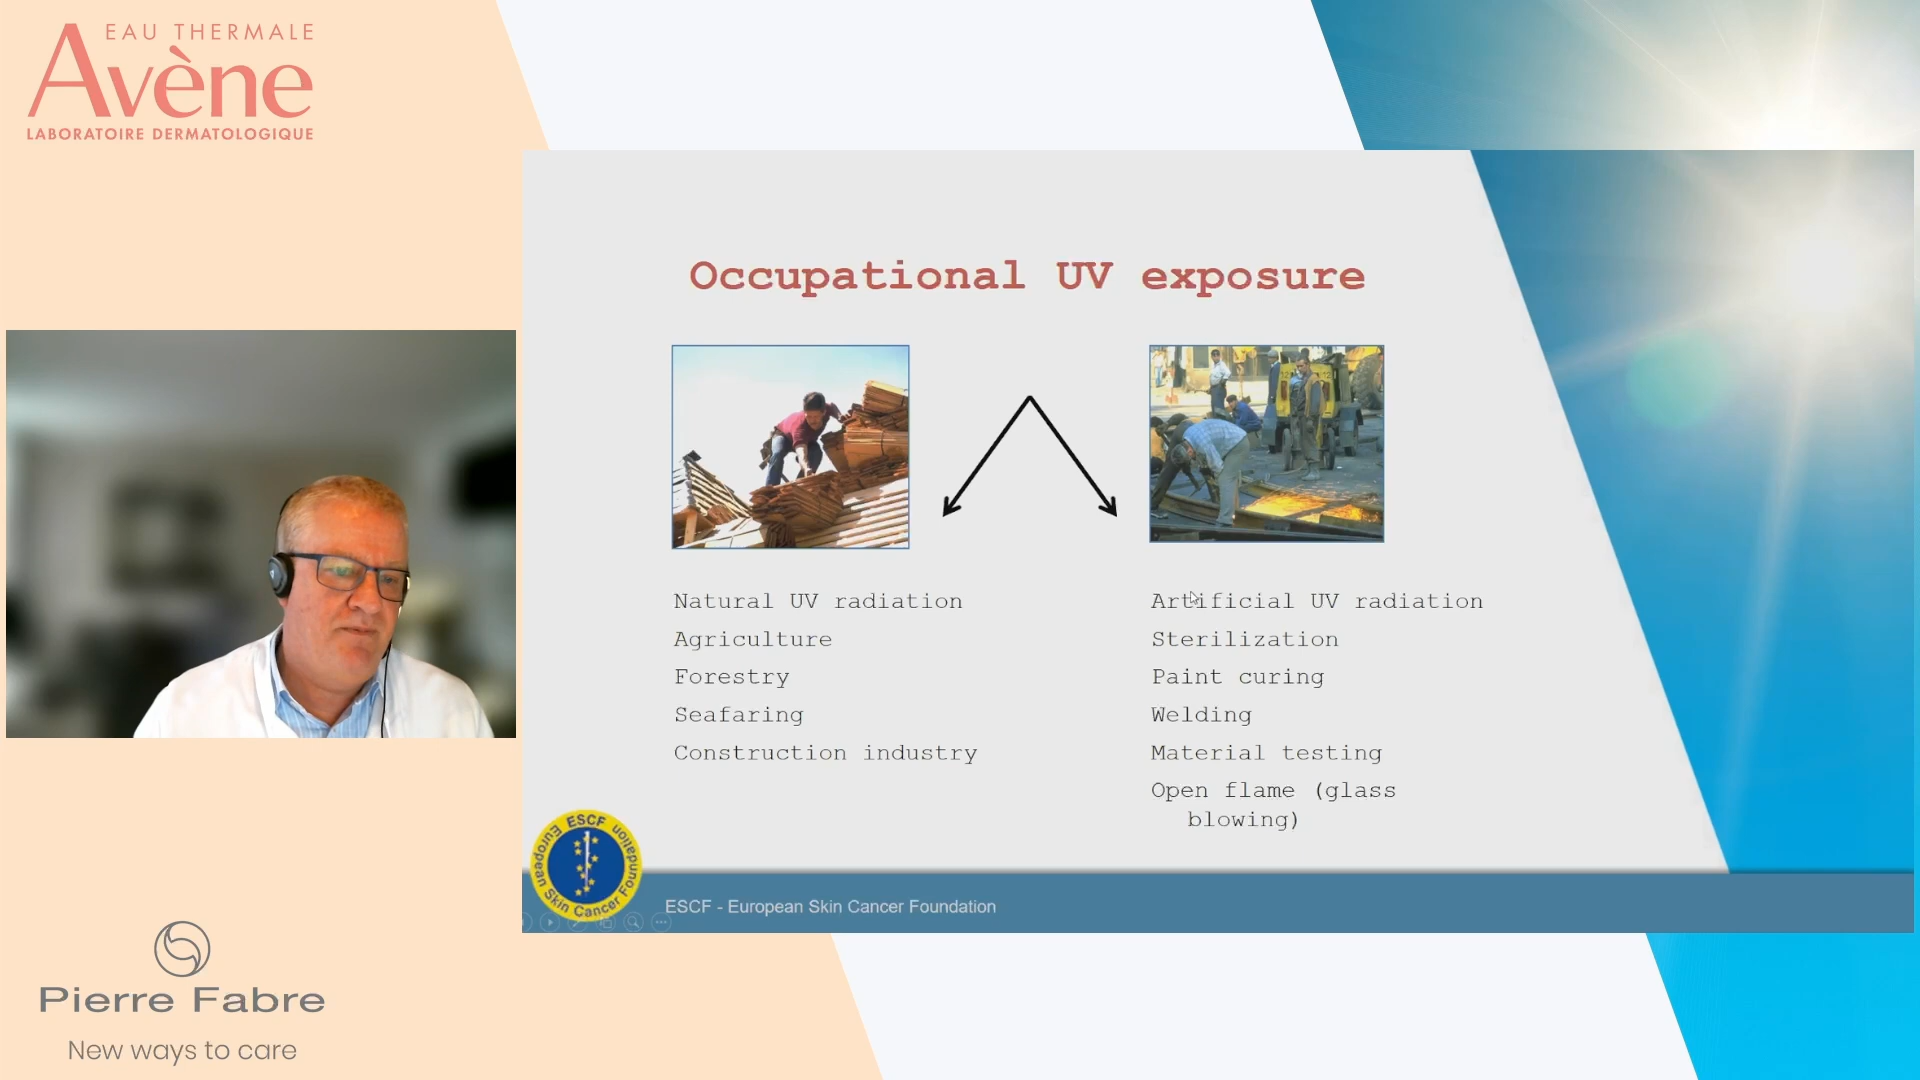 EAU THERMALE
Avène
LABORATOIRE DERMATOLOGIQUE
Occupational UV exposure
Natural UV radiation
Agriculture
Forestry
Seafaring
Construction industry
Artificial UV radiation
Sterilization
Paint curing
Welding
Material testing
Open flame (glass
blowing)
ESCF
European Skin Cancer Foundation
ESCF - European Skin Cancer Foundation
Pierre Fabre
New ways to care